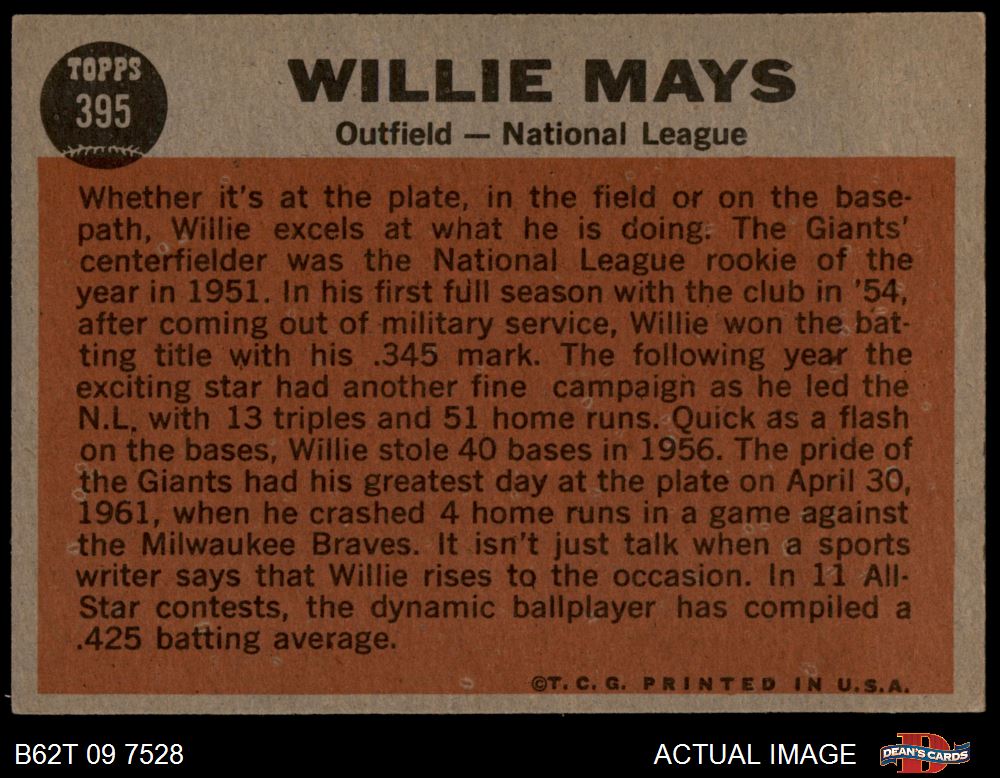 TOPPS
395
WILLIE MAYS
Outfield — National League
Whether it's at the plate, in the field or on the base-
path, Willie excels at what he is doing. The Giants'
centerfielder was the National League rookie of the
year in 1951. In his first full season with the club in '54,
after coming out of military service, Willie won the bat-
ting title with his .345 mark. The following year the
exciting star had another fine campaign as he led the
N.L. with 13 triples and 51 home runs. Quick as a flash
on the bases, Willie stole 40 bases in 1956. The pride of
the Giants had his greatest day at the plate on April 30,
1961, when he crashed 4 home runs in a game against
the Milwaukee Braves. It isn't just talk when a sports
writer says that Willie rises to the occasion. In 11 All-
Star contests, the dynamic ballplayer has compiled a
.425 batting average.
©T. C. G. PRINTED IN U.S.A.
B62T 09 7528
ACTUAL IMAGE
D
DEAN'S CARDS